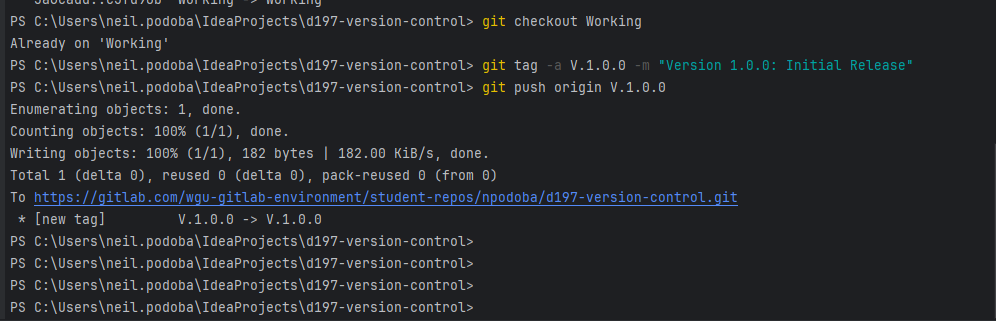 Working -> Working
PS C:\Users\neil.podoba\IdeaProjects\d197-version-control> git checkout Working
Already on 'Working'
PS C:\Users\neil.podoba\IdeaProjects\d197-version-control> git tag -a V.1.0.0 -m "Version 1.0.0: Initial Release"
PS C:\Users\neil.podoba\IdeaProjects\d197-version-control> git push origin V.1.0.0
Enumerating objects: 1, done.
Counting objects: 100% (1/1), done.
Writing objects: 100% (1/1), 182 bytes | 182.00 KiB/s, done.
Total 1 (delta 0), reused 0 (delta 0), pack-reused 0 (from 0)
To https://gitlab.com/wgu-gitlab-environment/student-repos/npodoba/d197-version-control.git
 * [new tag]         V.1.0.0 -> V.1.0.0
PS C:\Users\neil.podoba\IdeaProjects\d197-version-control>
PS C:\Users\neil.podoba\IdeaProjects\d197-version-control>
PS C:\Users\neil.podoba\IdeaProjects\d197-version-control>
PS C:\Users\neil.podoba\IdeaProjects\d197-version-control>